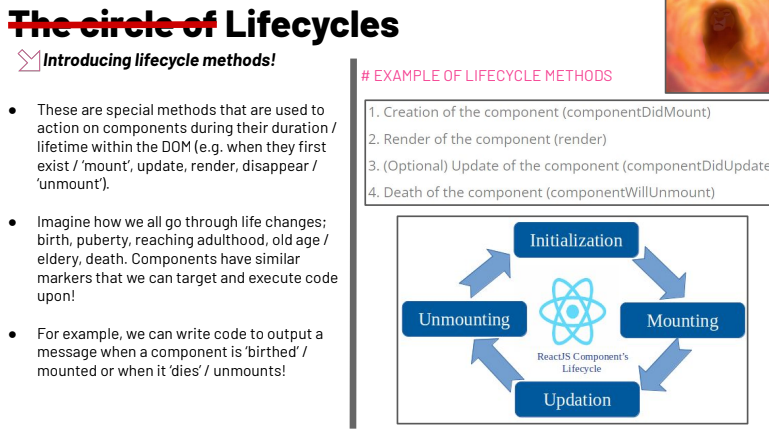 The circle of Lifecycles
Introducing lifecycle methods!
● These are special methods that are used to
action on components during their duration /
lifetime within the DOM (e.g. when they first
exist / ‘mount’, update, render, disappear /
‘unmount’).
● Imagine how we all go through life changes;
birth, puberty, reaching adulthood, old age /
eldery, death. Components have similar
markers that we can target and execute code
upon!
● For example, we can write code to output a
message when a component is ‘birthed’ /
mounted or when it ‘dies’ / unmounts!
# EXAMPLE OF LIFECYCLE METHODS
1. Creation of the component (componentDidMount)
2. Render of the component (render)
3. (Optional) Update of the component (componentDidUpdate
4. Death of the component (componentWillUnmount)
Initialization
Unmounting
Mounting
ReactJS Component's
Lifecycle
Updation